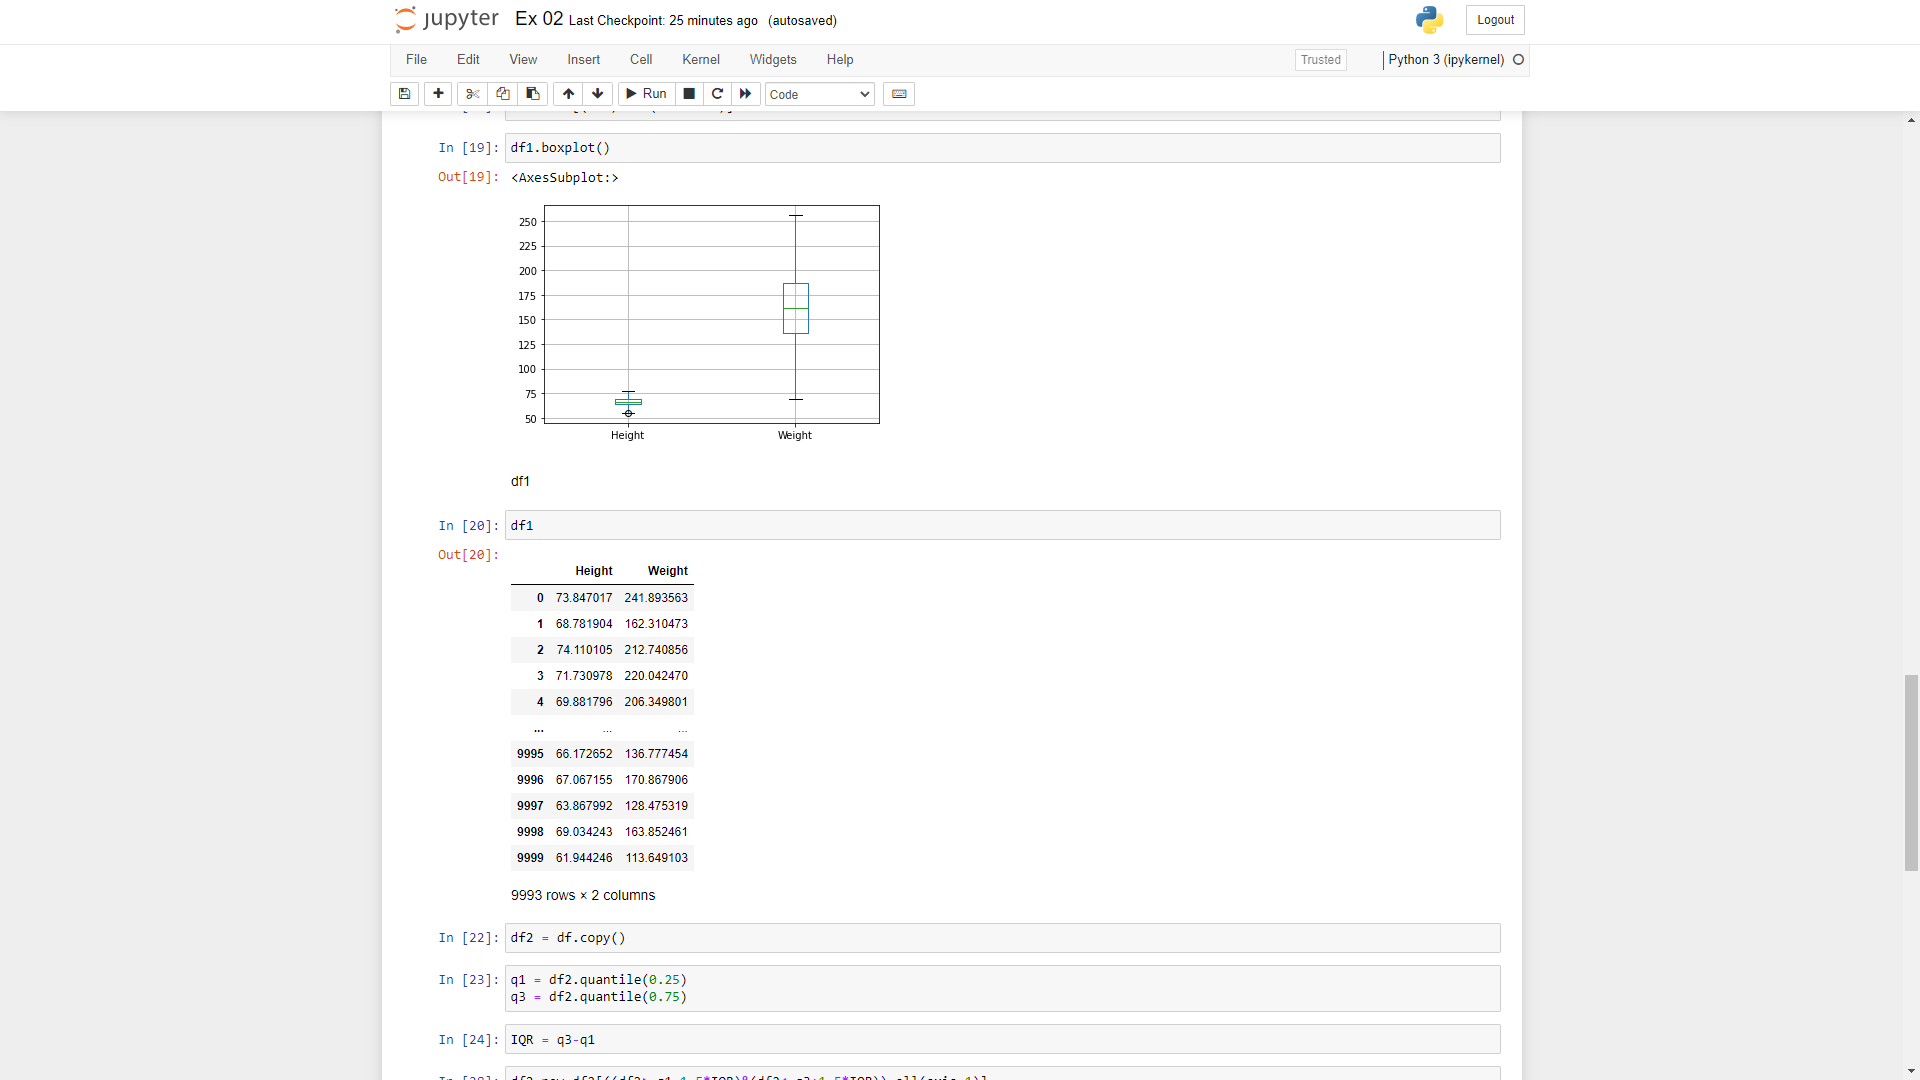 jupyter Ex 02 Last Checkpoint: 25 minutes ago (autosaved) Logout
File Edit View Insert Cell Kernel Widgets Help Trusted Python 3 (ipykernel)
Run Code
In [19]: df1.boxplot()
Out[19]: <AxesSubplot:>
250
225
200
175
150
125
100
75
50
Height Weight
df1
In [20]: df1
Out[20]:
Height Weight
0 73.847017 241.893563
1 68.781904 162.310473
2 74.110105 212.740856
3 71.730978 220.042470
4 69.881796 206.349801
... ... ...
9995 66.172652 136.777454
9996 67.067155 170.867906
9997 63.867992 128.475319
9998 69.034243 163.852461
9999 61.944246 113.649103
9993 rows × 2 columns
In [22]: df2 = df.copy()
In [23]: q1 = df2.quantile(0.25)
q3 = df2.quantile(0.75)
In [24]: IQR = q3-q1